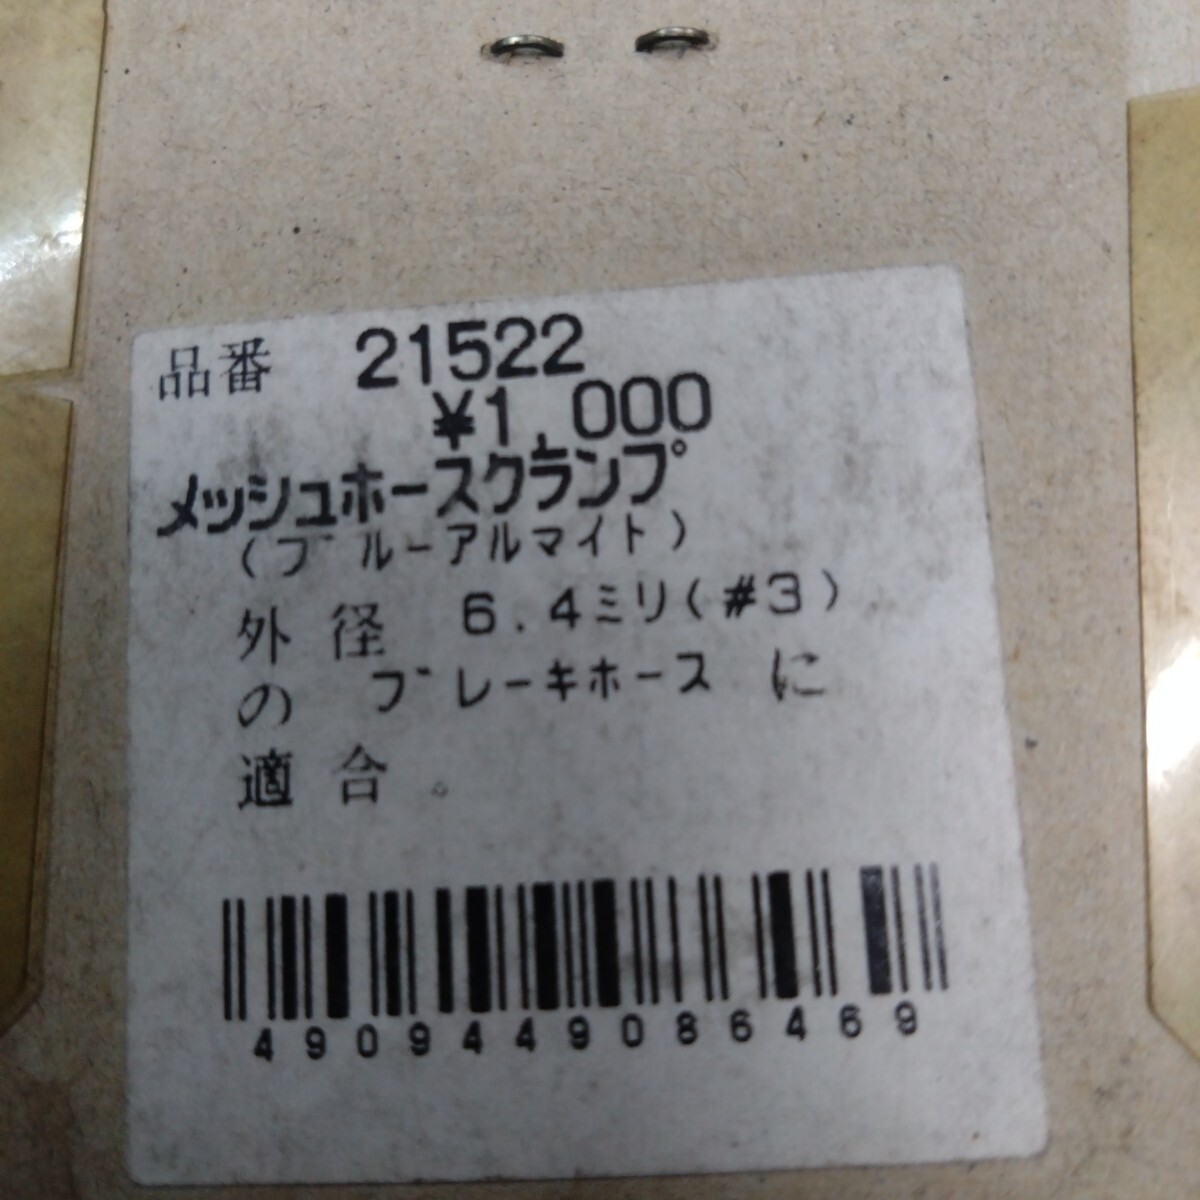 品番 21522
¥1,000
メッシュホースクランプ
(ブルーアルマイト)
外径 6.4ミリ(#3)
の ブレーキホース に
適合。
4909449086469